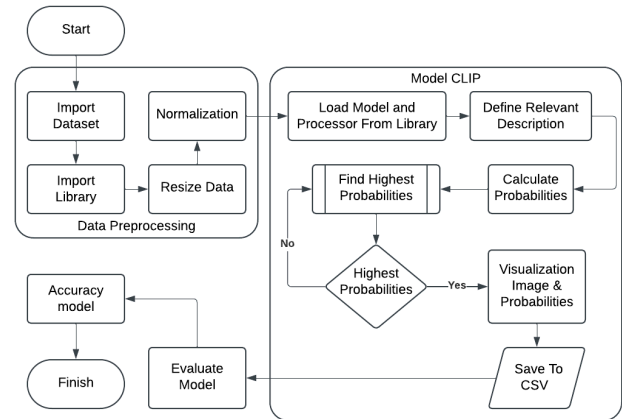 Start
Import
Dataset
Import
Library
Resize Data
Normalization
Data Preprocessing
Model CLIP
Load Model and
Processor From Library
Define Relevant
Description
Calculate
Probabilities
Find Highest
Probabilities
Highest
Probabilities
No
Yes
Visualization
Image &
Probabilities
Save To
CSV
Evaluate
Model
Accuracy
model
Finish